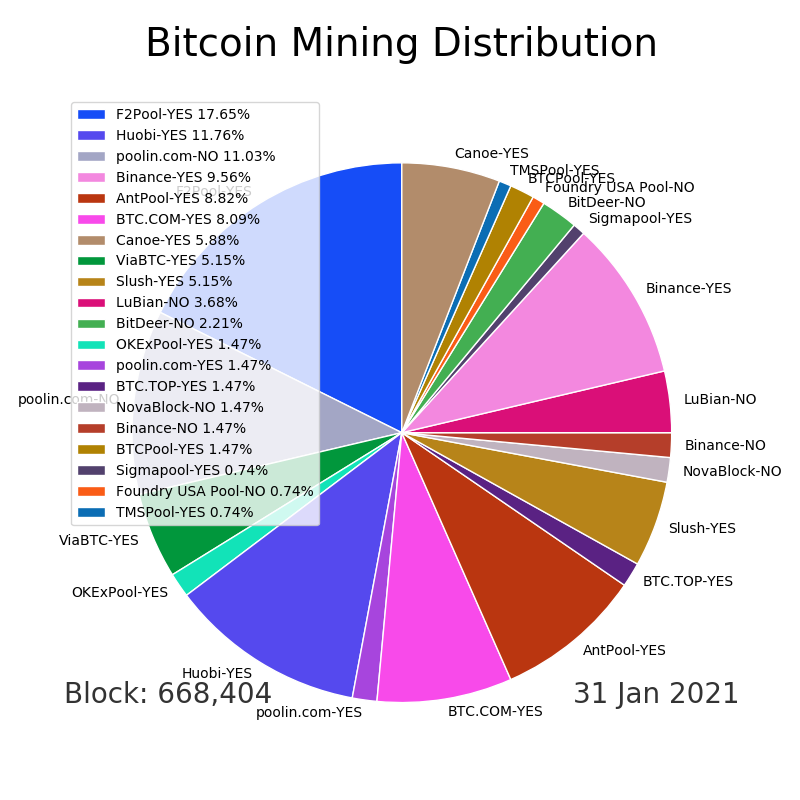 Bitcoin Mining Distribution
F2Pool-YES 17.65%
Huobi-YES 11.76%
poolin.com-NO 11.03%
Binance-YES 9.56%
AntPool-YES 8.82%
BTC.COM-YES 8.09%
Canoe-YES 5.88%
ViaBTC-YES 5.15%
Slush-YES 5.15%
LuBian-NO 3.68%
BitDeer-NO 2.21%
OKExPool-YES 1.47%
poolin.com-YES 1.47%
BTC.TOP-YES 1.47%
NovaBlock-NO 1.47%
Binance-NO 1.47%
BTCPool-YES 1.47%
Sigmapool-YES 0.74%
Foundry USA Pool-NO 0.74%
TMSPool-YES 0.74%
F2Pool-YES
poolin.com-NO
ViaBTC-YES
OKExPool-YES
Huobi-YES
poolin.com-YES
BTC.COM-YES
AntPool-YES
BTC.TOP-YES
Slush-YES
NovaBlock-NO
Binance-NO
LuBian-NO
Binance-YES
Sigmapool-YES
BitDeer-NO
Foundry USA Pool-NO
BTCPool-YES
TMSPool-YES
Canoe-YES
Block: 668,404
31 Jan 2021